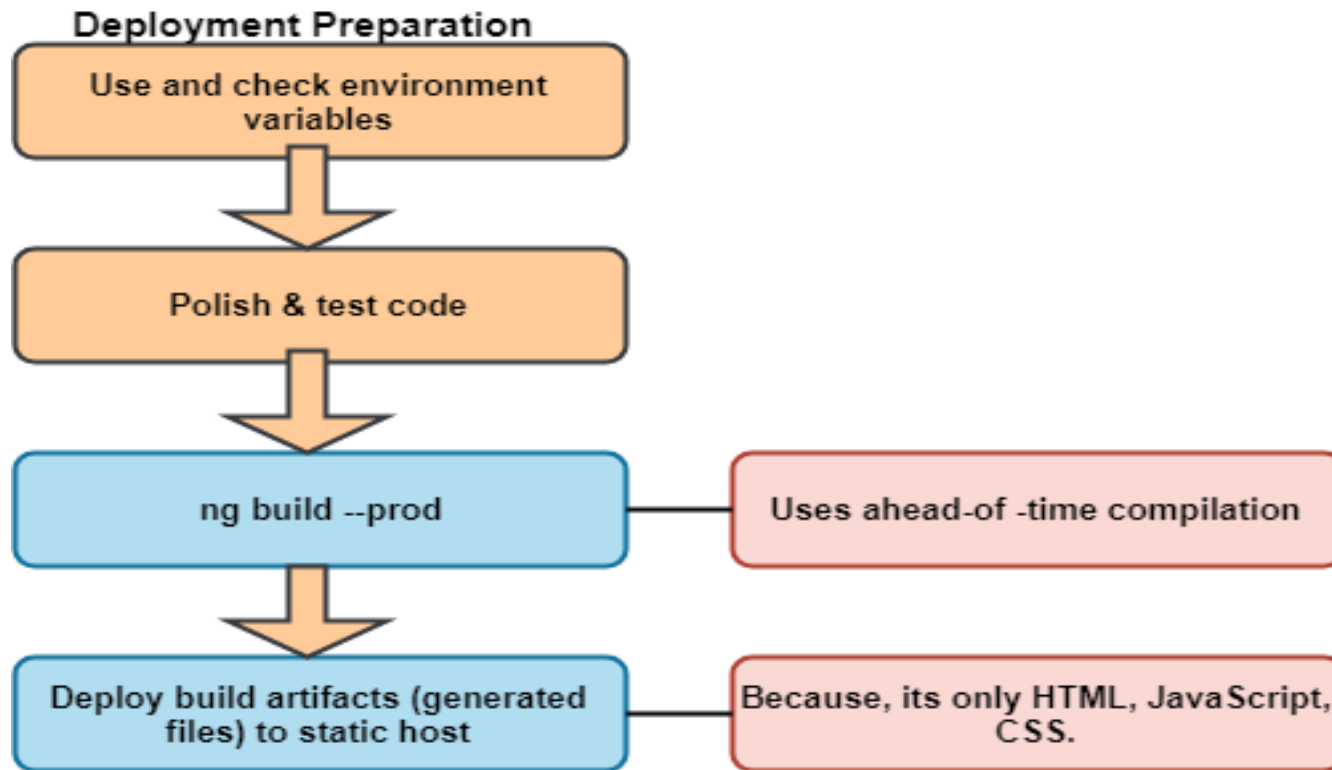 Deployment Preparation
Use and check environment
variables
Polish & test code
ng build --prod
Uses ahead-of -time compilation
Deploy build artifacts (generated
files) to static host
Because, its only HTML, JavaScript,
CSS.